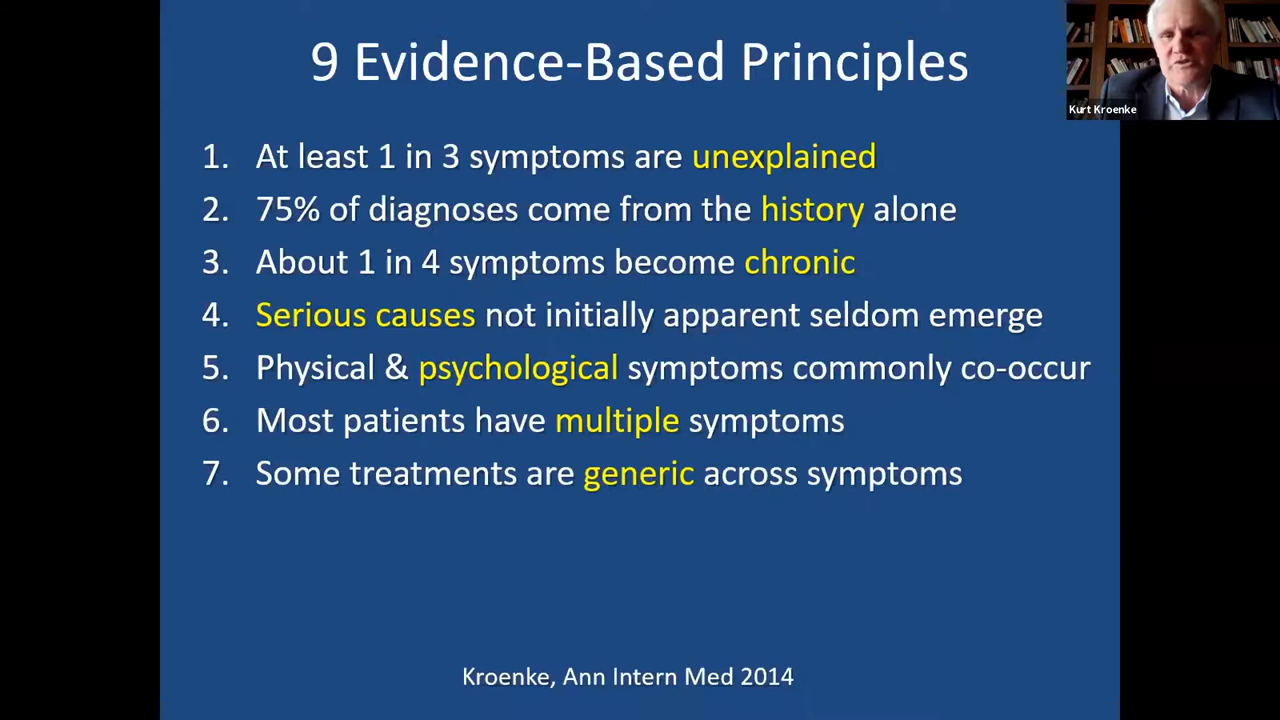 9 Evidence-Based Principles
Kurt Kroenke
1. At least 1 in 3 symptoms are unexplained
2. 75% of diagnoses come from the history alone
3. About 1 in 4 symptoms become chronic
4. Serious causes not initially apparent seldom emerge
5. Physical & psychological symptoms commonly co-occur
6. Most patients have multiple symptoms
7. Some treatments are generic across symptoms
Kroenke, Ann Intern Med 2014